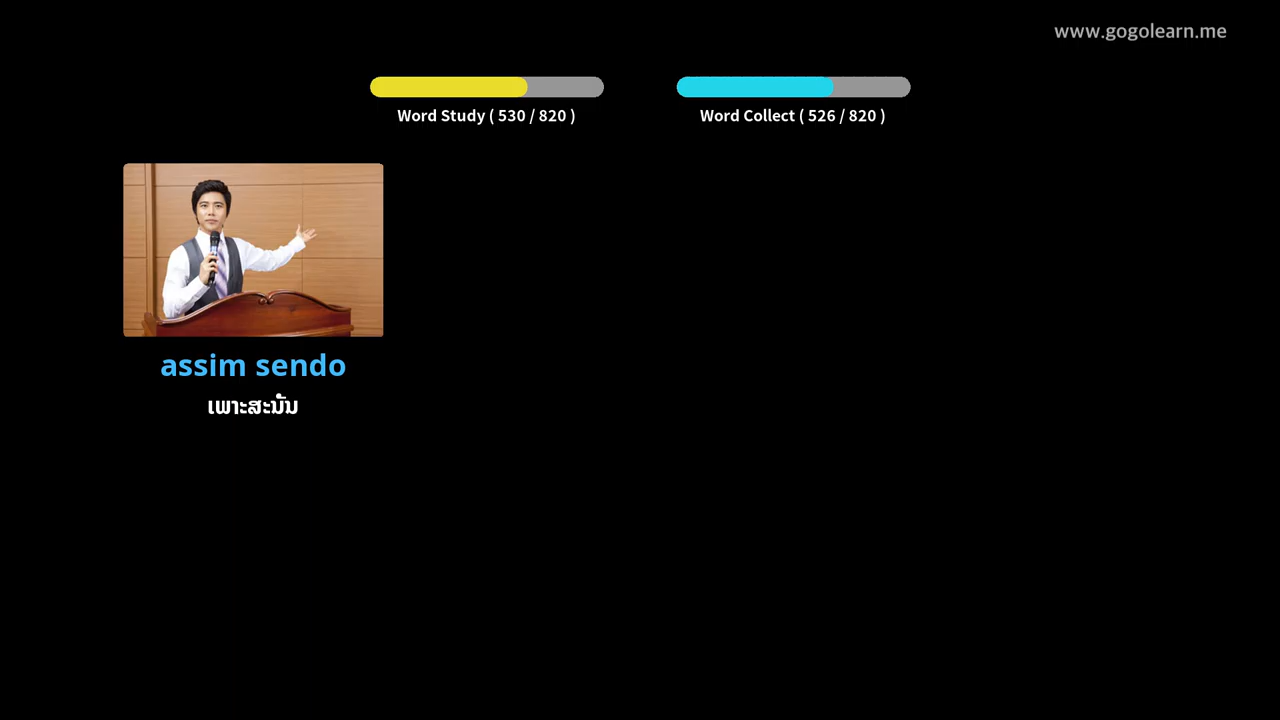 www.gogolearn.me
Word Study ( 530 / 820 )
Word Collect ( 526 / 820 )
assim sendo
ເພາະສະນັ້ນ